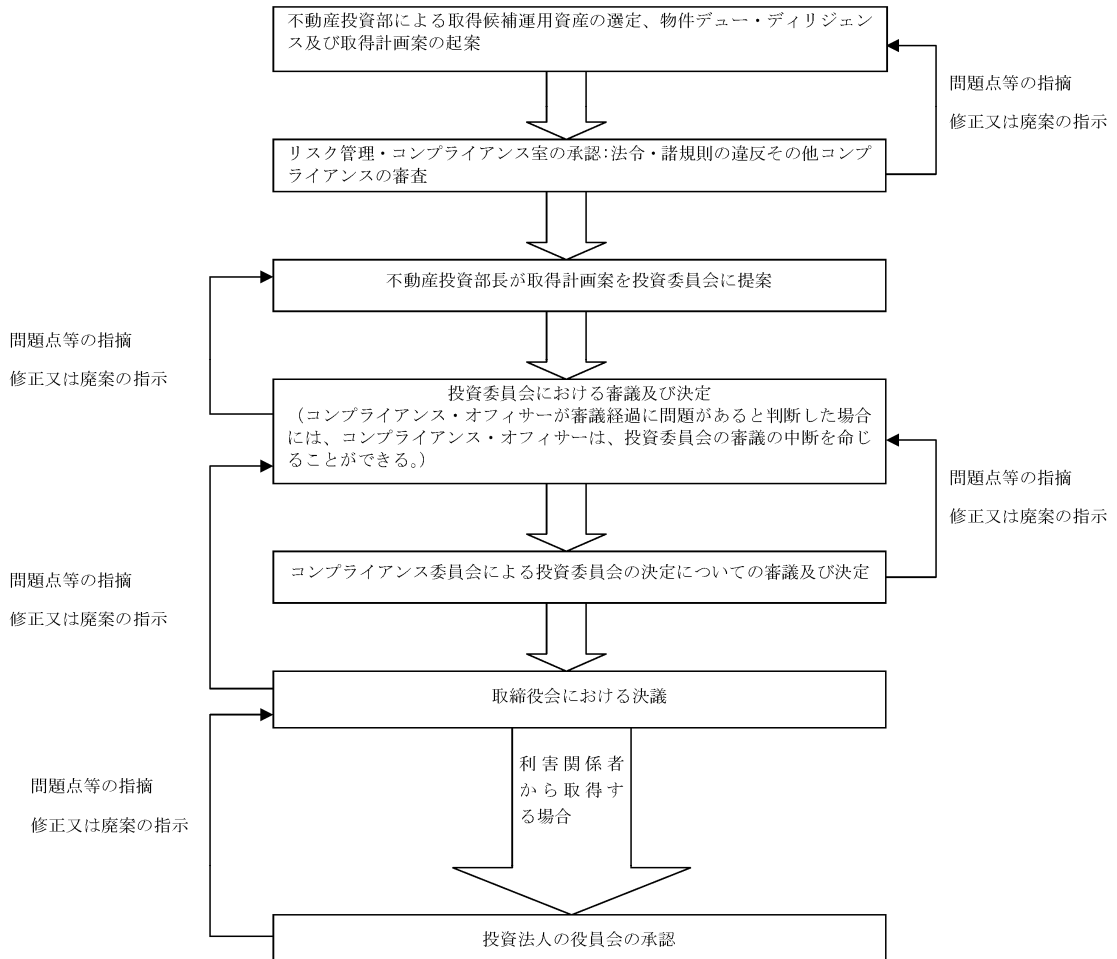 不動産投資部による取得候補運用資産の選定、物件デュー・ディリジェン
ス及び取得計画案の起案
問題点等の指摘
修正又は廃案の指示
リスク管理・コンプライアンス室の承認:法令・諸規則の違反その他コンプ
ライアンスの審査
不動産投資部長が取得計画案を投資委員会に提案
問題点等の指摘
修正又は廃案の指示
投資委員会における審議及び決定
（コンプライアンス・オフィサーが審議経過に問題があると判断した場合
には、コンプライアンス・オフィサーは、投資委員会の審議の中断を命じ
ることができる。）
問題点等の指摘
修正又は廃案の指示
コンプライアンス委員会による投資委員会の決定についての審議及び決定
問題点等の指摘
修正又は廃案の指示
取締役会における決議
利害関係者
から取得す
る場合
問題点等の指摘
修正又は廃案の指示
投資法人の役員会の承認